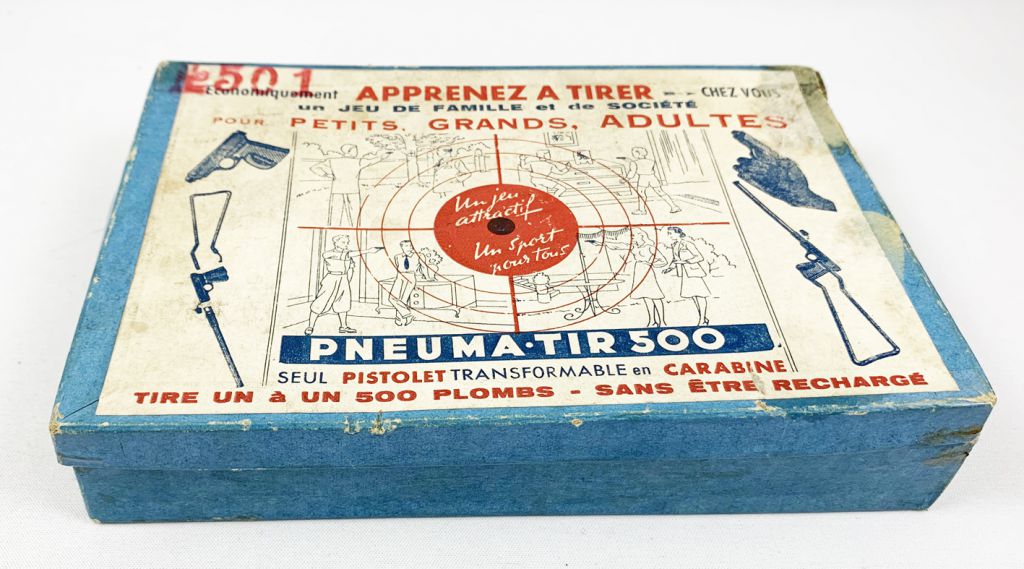 2501
Economiquement APPRENEZ A TIRER CHEZ VOUS
un JEU DE FAMILLE et de SOCIÉTÉ
POUR PETITS, GRANDS, ADULTES
Un jeu
attractif
Un Sport
pour Tous
PNEUMA·TIR 500
SEUL PISTOLET TRANSFORMABLE en CARABINE
TIRE UN à UN 500 PLOMBS - SANS ÊTRE RECHARGÉ